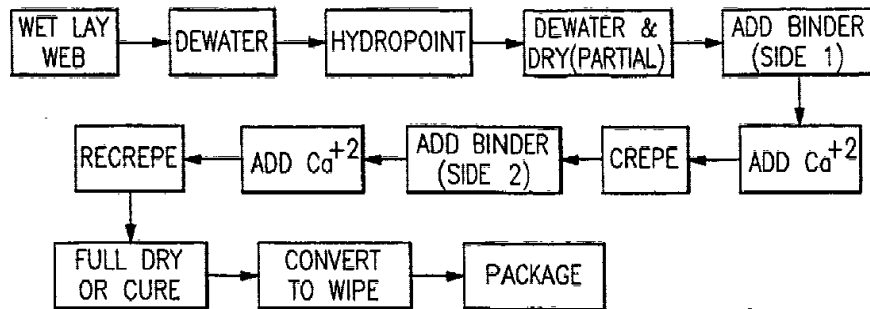 WET LAY
WEB
DEWATER
HYDROPOINT
DEWATER &
DRY(PARTIAL)
ADD BINDER
(SIDE 1)
ADD Ca+2
CREPE
ADD BINDER
(SIDE 2)
ADD Ca+2
RECREPE
FULL DRY
OR CURE
CONVERT
TO WIPE
PACKAGE